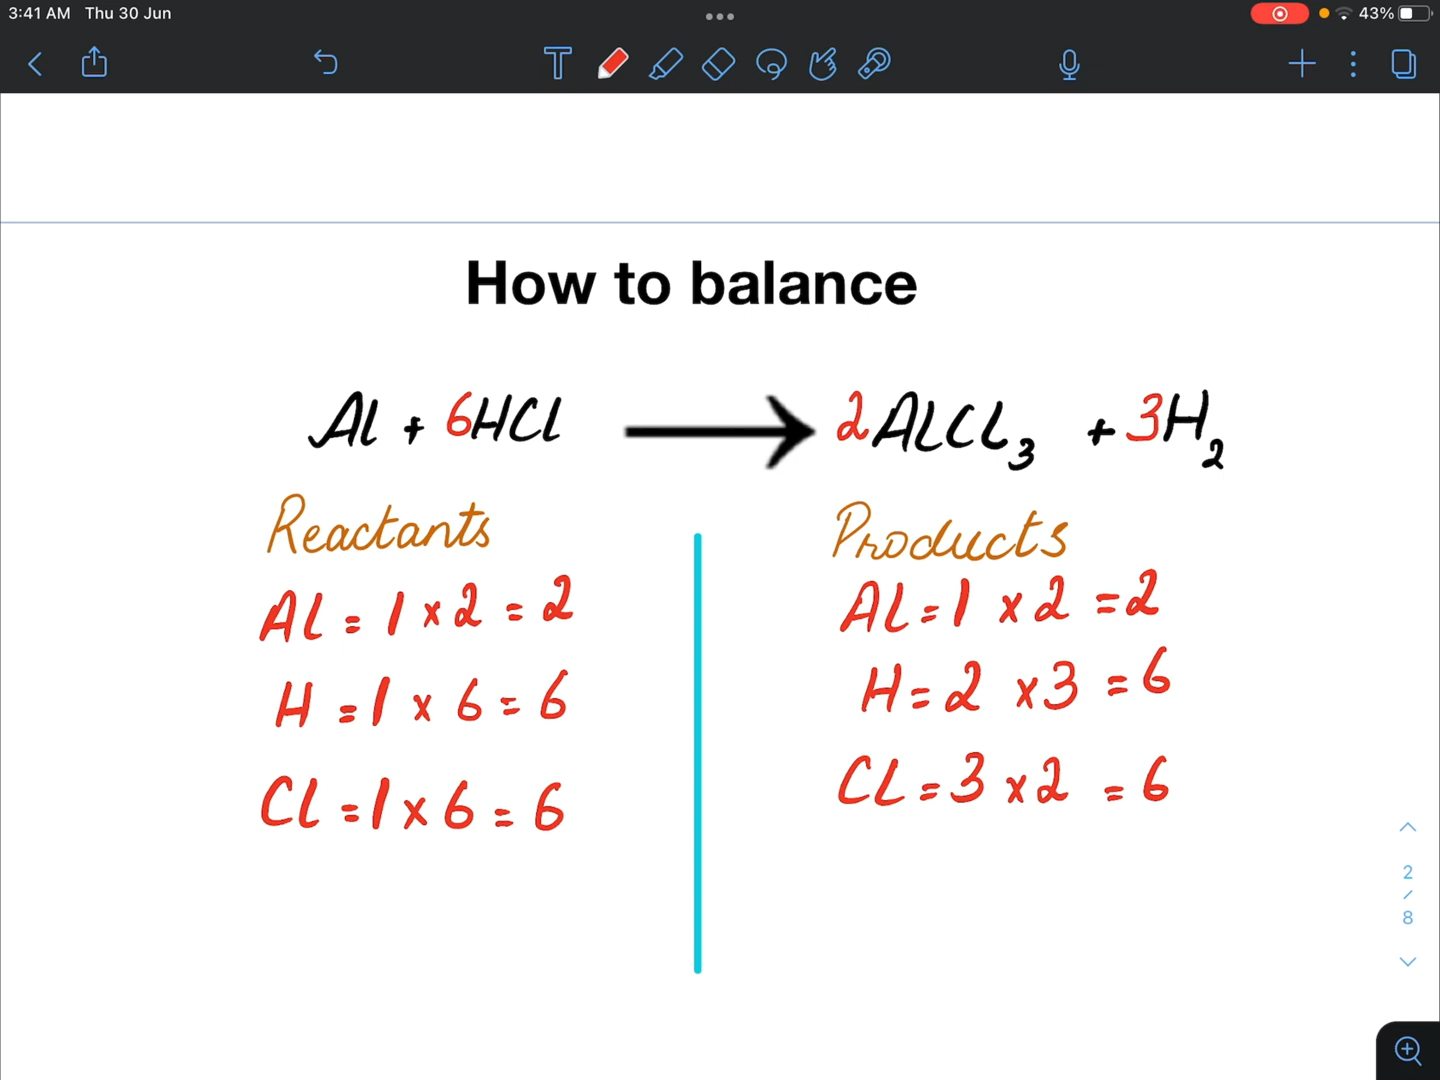 3:41 AM Thu 30 Jun
43%
T
How to balance
Al + 6HCl → 2AlCl₃ + 3H₂
Reactants
Al = 1 × 2 = 2
H = 1 × 6 = 6
Cl = 1 × 6 = 6
Products
Al = 1 × 2 = 2
H = 2 × 3 = 6
Cl = 3 × 2 = 6
2
/
8